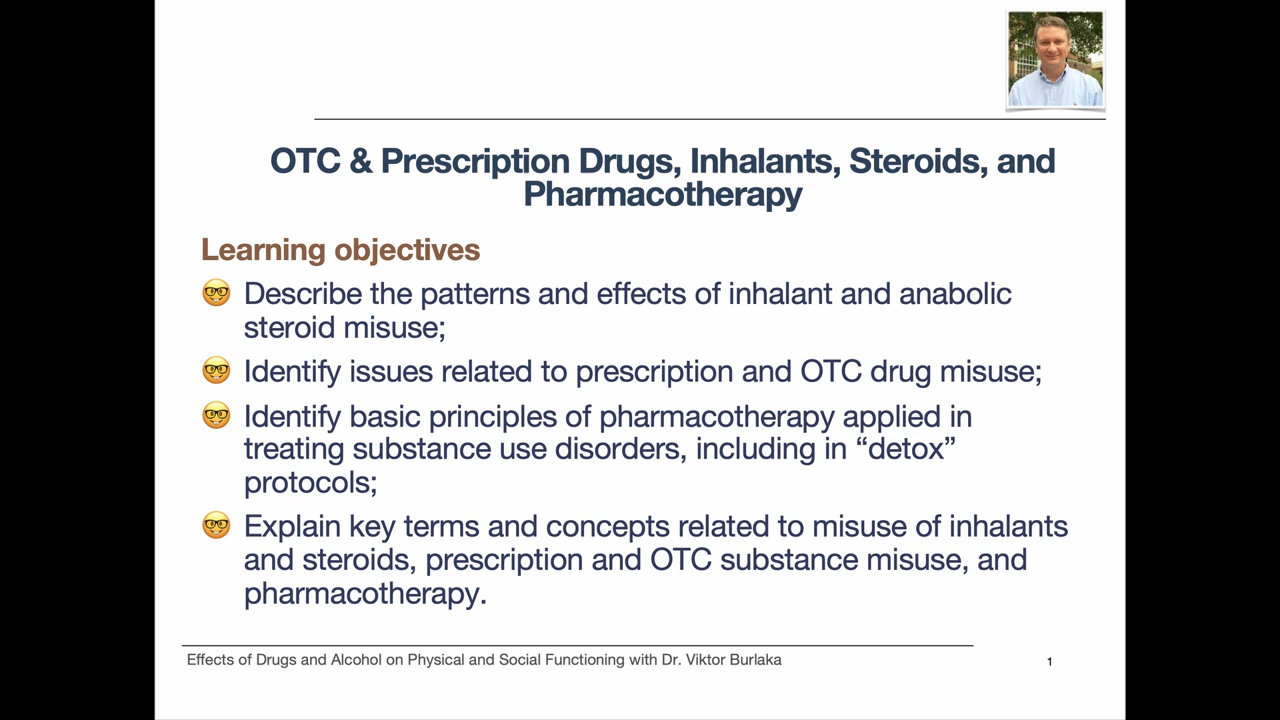 OTC & Prescription Drugs, Inhalants, Steroids, and
Pharmacotherapy
Learning objectives
Describe the patterns and effects of inhalant and anabolic
steroid misuse;
Identify issues related to prescription and OTC drug misuse;
Identify basic principles of pharmacotherapy applied in
treating substance use disorders, including in “detox”
protocols;
Explain key terms and concepts related to misuse of inhalants
and steroids, prescription and OTC substance misuse, and
pharmacotherapy.
Effects of Drugs and Alcohol on Physical and Social Functioning with Dr. Viktor Burlaka
1